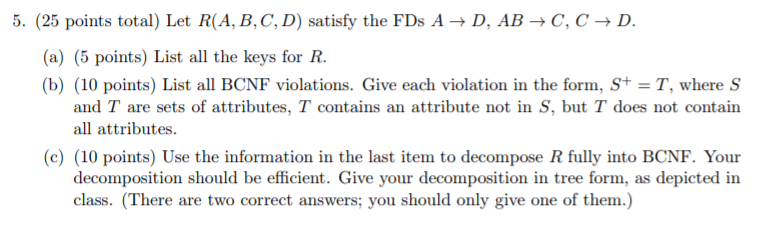 5. (25 points total) Let R(A, B, C, D) satisfy the FDs A → D, AB → C, C → D.
(a) (5 points) List all the keys for R.
(b) (10 points) List all BCNF violations. Give each violation in the form, S⁺ = T, where S
and T are sets of attributes, T contains an attribute not in S, but T does not contain
all attributes.
(c) (10 points) Use the information in the last item to decompose R fully into BCNF. Your
decomposition should be efficient. Give your decomposition in tree form, as depicted in
class. (There are two correct answers; you should only give one of them.)